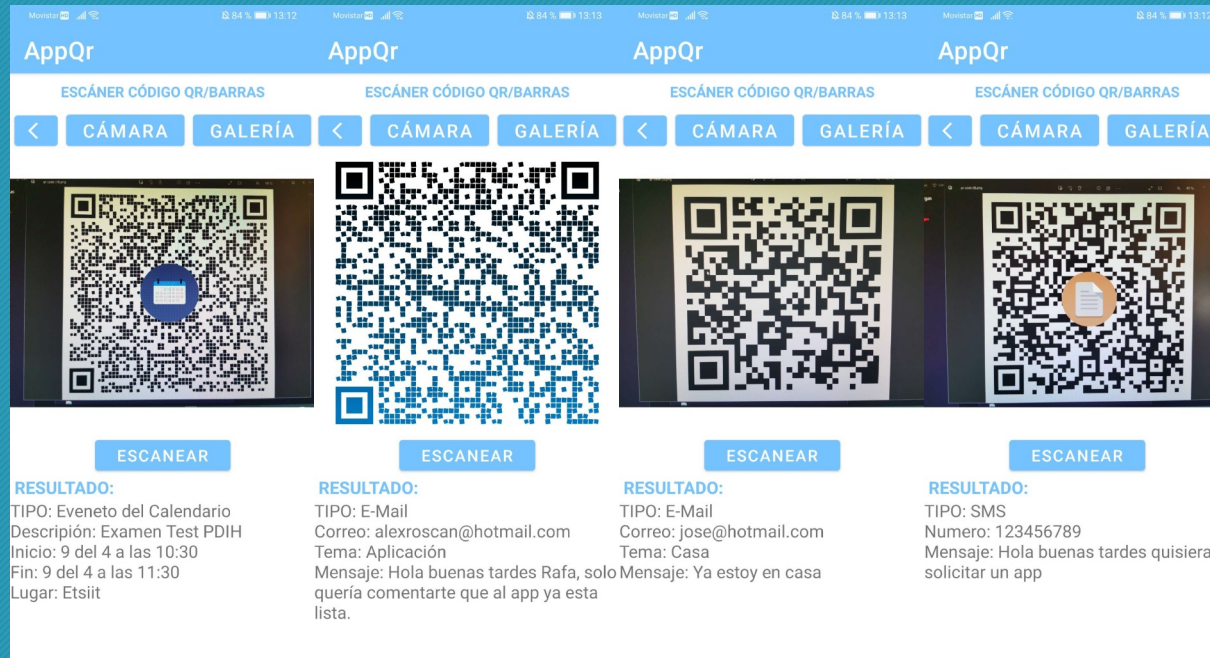 Movistar HD 84 % 13:12
AppQr
ESCÁNER CÓDIGO QR/BARRAS
CÁMARA GALERÍA
ESCANEAR
RESULTADO:
TIPO: Eveneto del Calendario
Descripión: Examen Test PDIH
Inicio: 9 del 4 a las 10:30
Fin: 9 del 4 a las 11:30
Lugar: Etsiit
Movistar HD 84 % 13:13
AppQr
ESCÁNER CÓDIGO QR/BARRAS
CÁMARA GALERÍA
ESCANEAR
RESULTADO:
TIPO: E-Mail
Correo: alexroscan@hotmail.com
Tema: Aplicación
Mensaje: Hola buenas tardes Rafa, solo
quería comentarte que al app ya esta
lista.
Movistar HD 84 % 13:13
AppQr
ESCÁNER CÓDIGO QR/BARRAS
CÁMARA GALERÍA
ESCANEAR
RESULTADO:
TIPO: E-Mail
Correo: jose@hotmail.com
Tema: Casa
Mensaje: Ya estoy en casa
Movistar HD 84 % 13:12
AppQr
ESCÁNER CÓDIGO QR/BARRAS
CÁMARA GALERÍA
ESCANEAR
RESULTADO:
TIPO: SMS
Numero: 123456789
Mensaje: Hola buenas tardes quisiera
solicitar un app